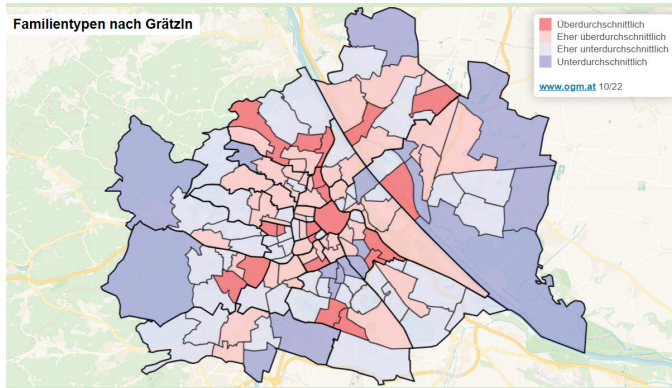 Familientypen nach Grätzln
Überdurchschnittlich
Eher überdurchschnittlich
Eher unterdurchschnittlich
Unterdurchschnittlich
www.ogm.at 10/22